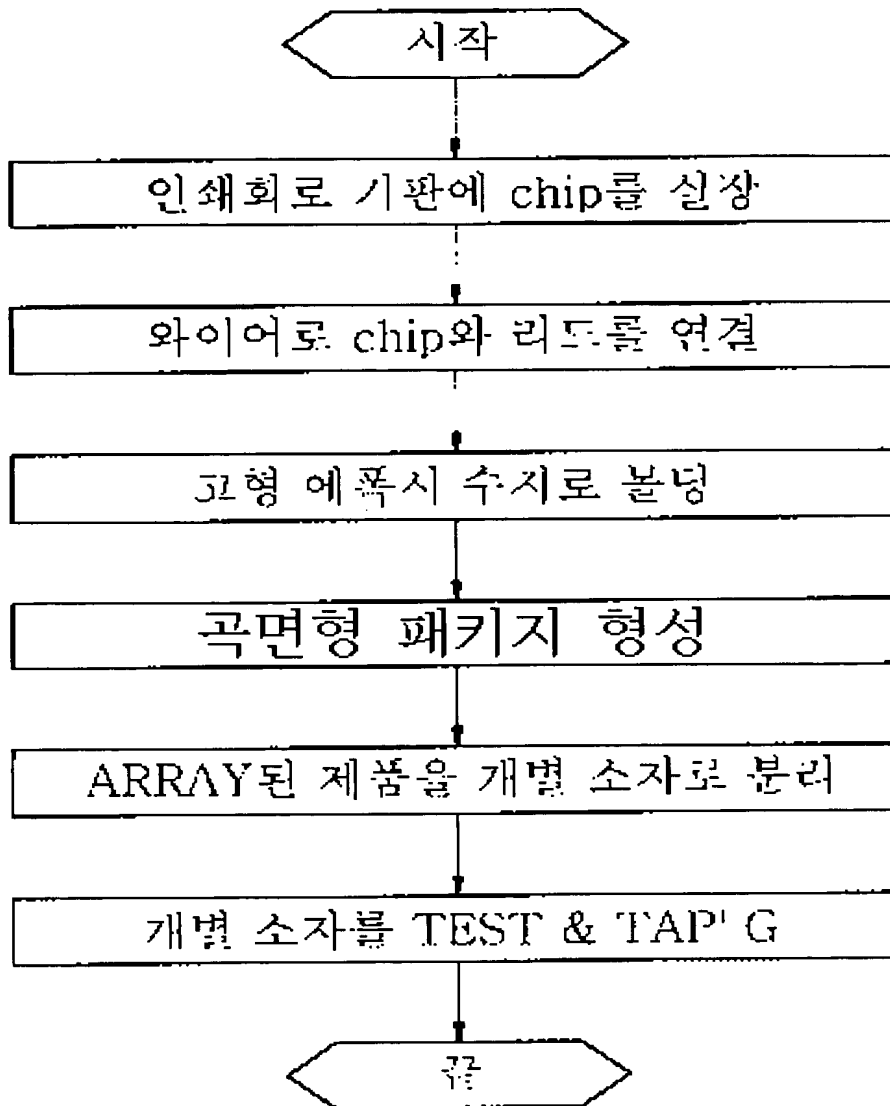 시작
인쇄회로 기판에 chip를 실장
와이어로 chip와 리드를 연결
고형 에폭시 수지로 몰딩
곡면형 패키지 형성
ARRAY된 제품을 개별 소자로 분리
개별 소자를 TEST & TAP' G
끝